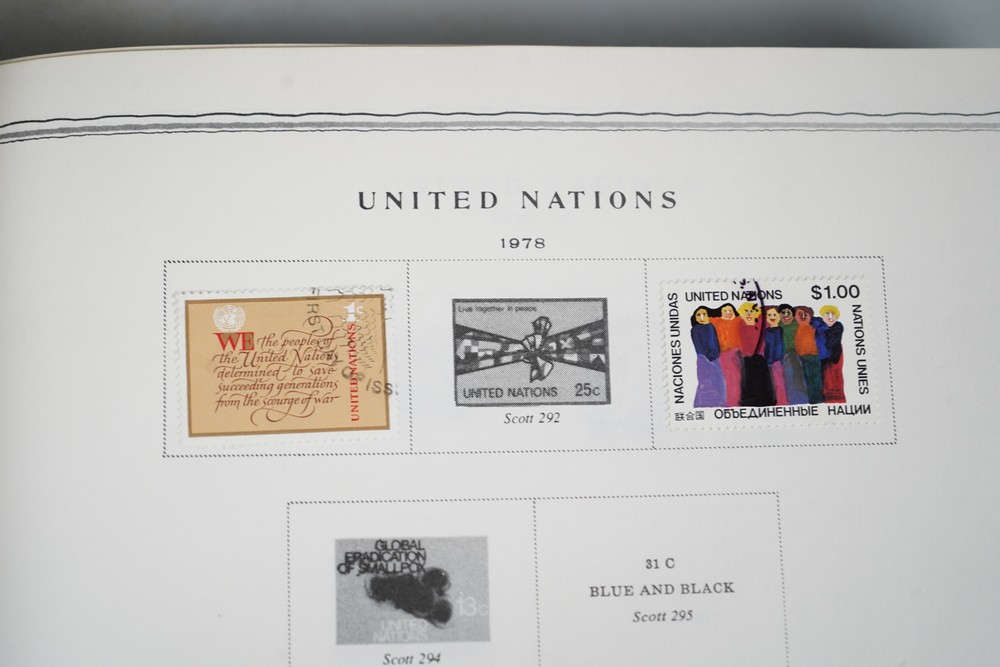 UNITED NATIONS
1978
WE the peoples of
the United Nations
determined to save
succeeding generations
from the scourge of war
1c
UNITED NATIONS
Live together in peace
UNITED NATIONS 25c
Scott 292
UNITED NATIONS $1.00
NACIONES UNIDAS
NATIONS UNIES
联合国 ОБЪЕДИНЕННЫЕ НАЦИИ
GLOBAL
ERADICATION
OF SMALLPOX
13c
UNITED
NATIONS
Scott 294
31 C
BLUE AND BLACK
Scott 295